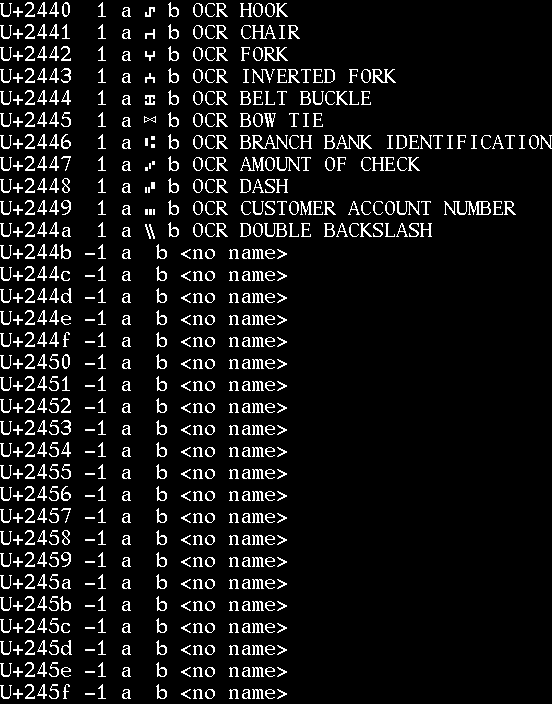 U+2440  1 a ⑀ b OCR HOOK
U+2441  1 a ⑁ b OCR CHAIR
U+2442  1 a ⑂ b OCR FORK
U+2443  1 a ⑃ b OCR INVERTED FORK
U+2444  1 a ⑄ b OCR BELT BUCKLE
U+2445  1 a ⑅ b OCR BOW TIE
U+2446  1 a ⑆ b OCR BRANCH BANK IDENTIFICATION
U+2447  1 a ⑇ b OCR AMOUNT OF CHECK
U+2448  1 a ⑈ b OCR DASH
U+2449  1 a ⑉ b OCR CUSTOMER ACCOUNT NUMBER
U+244a  1 a ⑊ b OCR DOUBLE BACKSLASH
U+244b -1 a  b <no name>
U+244c -1 a  b <no name>
U+244d -1 a  b <no name>
U+244e -1 a  b <no name>
U+244f -1 a  b <no name>
U+2450 -1 a  b <no name>
U+2451 -1 a  b <no name>
U+2452 -1 a  b <no name>
U+2453 -1 a  b <no name>
U+2454 -1 a  b <no name>
U+2455 -1 a  b <no name>
U+2456 -1 a  b <no name>
U+2457 -1 a  b <no name>
U+2458 -1 a  b <no name>
U+2459 -1 a  b <no name>
U+245a -1 a  b <no name>
U+245b -1 a  b <no name>
U+245c -1 a  b <no name>
U+245d -1 a  b <no name>
U+245e -1 a  b <no name>
U+245f -1 a  b <no name>